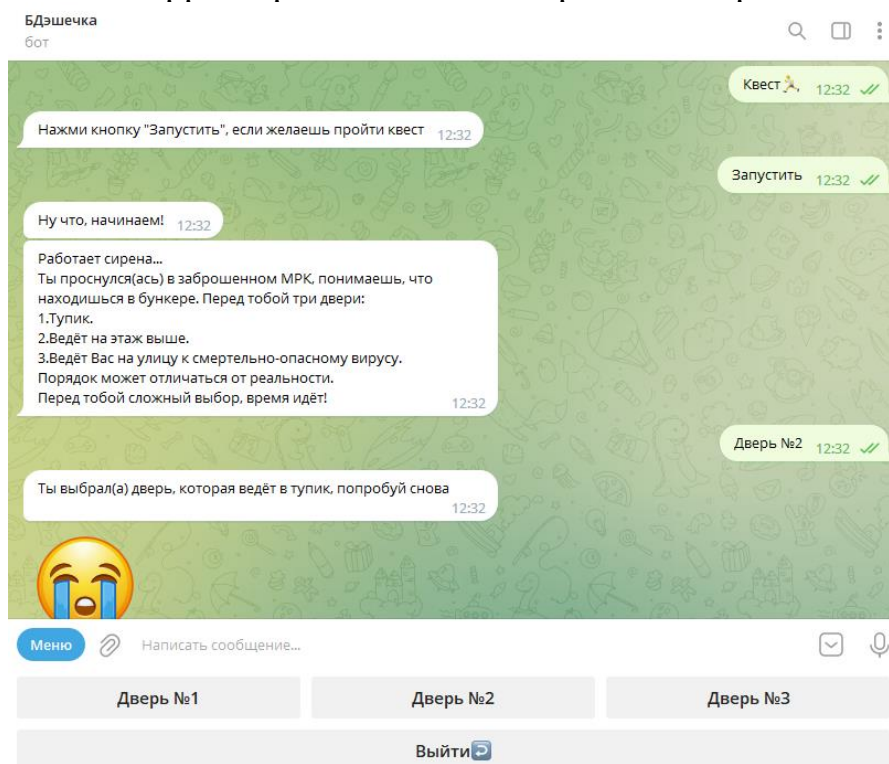 БДэшечка
бот
Квест🏃 12:32
Нажми кнопку "Запустить", если желаешь пройти квест 12:32
Запустить 12:32
Ну что, начинаем! 12:32
Работает сирена...
Ты проснулся(ась) в заброшенном МРК, понимаешь, что
находишься в бункере. Перед тобой три двери:
1.Тупик.
2.Ведёт на этаж выше.
3.Ведёт Вас на улицу к смертельно-опасному вирусу.
Порядок может отличаться от реальности.
Перед тобой сложный выбор, время идёт! 12:32
Дверь №2 12:32
Ты выбрал(а) дверь, которая ведёт в тупик, попробуй снова
12:32
Меню Написать сообщение...
Дверь №1 Дверь №2 Дверь №3
Выйти↩️